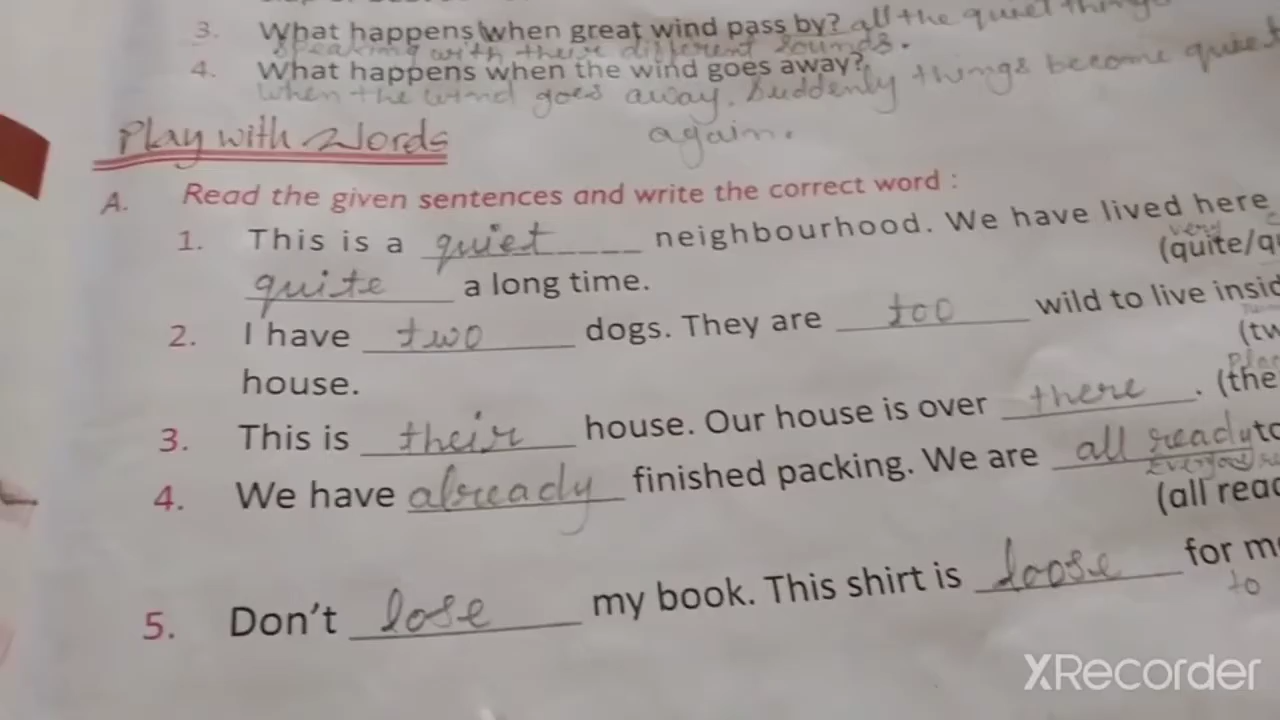 3. What happens when great wind pass by? all the quiet things
speaking with their different sounds.
4. What happens when the wind goes away?
When the wind goes away. Suddenly things become quiet
again.
Play with Words
A. Read the given sentences and write the correct word :
1. This is a quiet neighbourhood. We have lived here
very
(quite/qu
quite a long time.
2. I have two dogs. They are too wild to live insid
(tw
house.
3. This is their house. Our house is over there. (the
4. We have already finished packing. We are all ready to
(all read
5. Don't lose my book. This shirt is loose for me
to
XRecorder